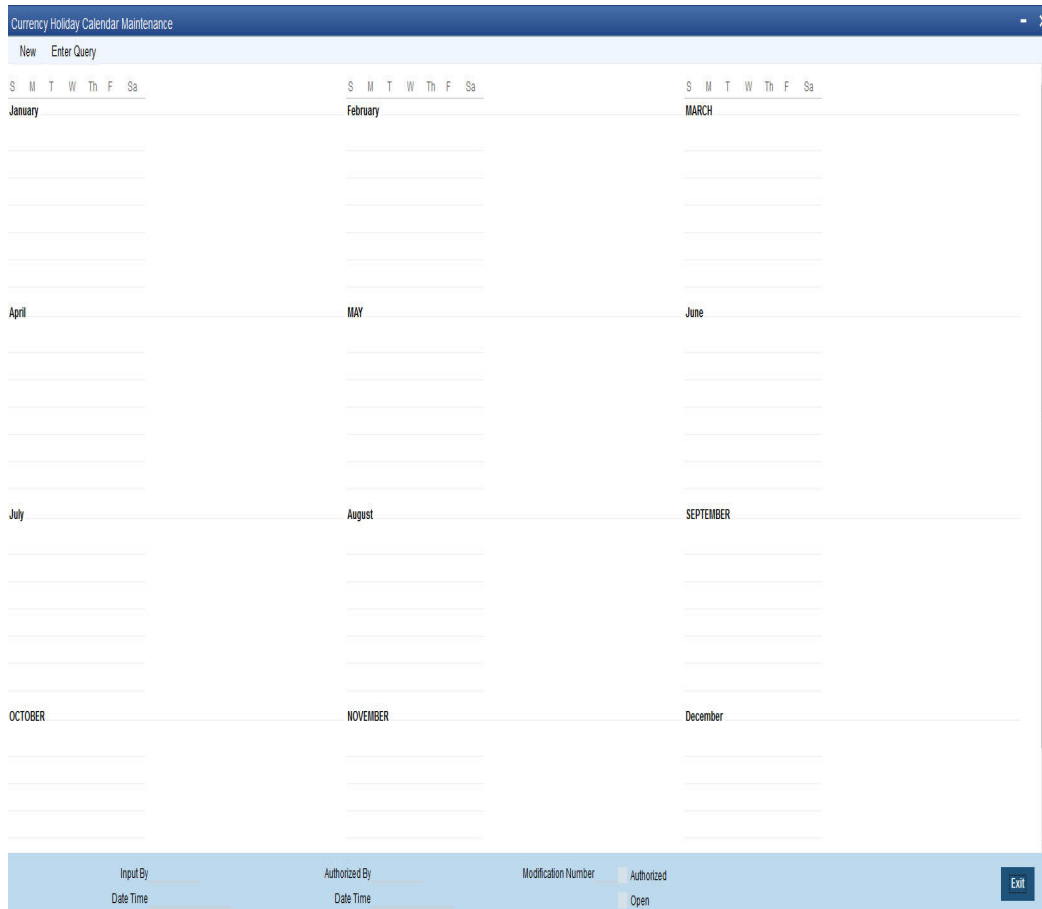 Currency Holiday Calendar Maintenance
New Enter Query
S M T W Th F Sa S M T W Th F Sa S M T W Th F Sa
January February MARCH
April MAY June
July August SEPTEMBER
OCTOBER NOVEMBER December
Input By Authorized By Modification Number Authorized
Date Time Date Time Open
Exit